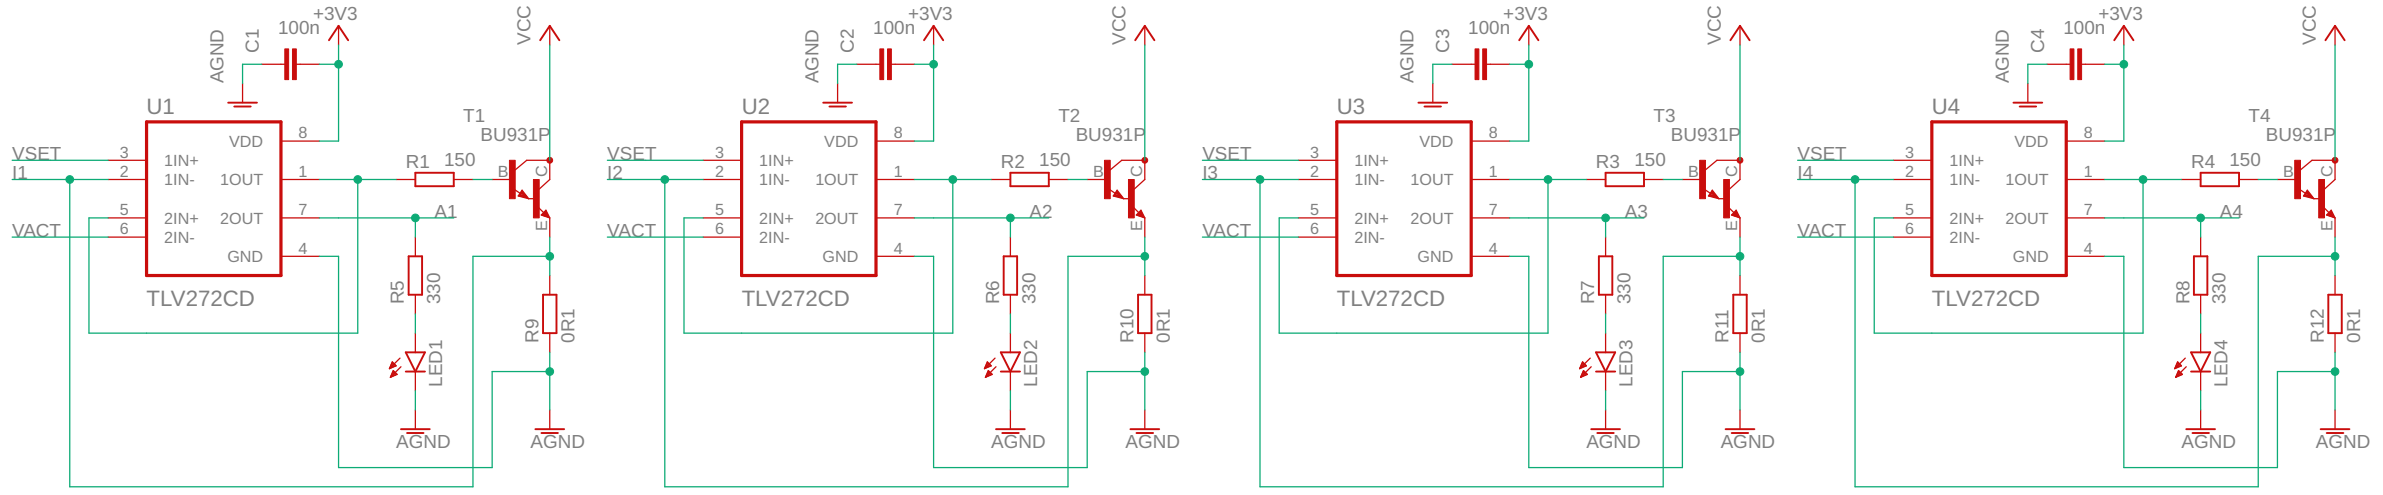 AGND
C1
100n
+3V3
VCC
U1
T1
BU931P
VSET
I1
VACT
3
2
5
6
1IN+
1IN-
2IN+
2IN-
VDD
1OUT
2OUT
GND
8
1
7
4
R1
150
B
C
E
A1
R5
330
LED1
AGND
R9
0R1
AGND
TLV272CD
AGND
C2
100n
+3V3
VCC
U2
T2
BU931P
VSET
I2
VACT
3
2
5
6
1IN+
1IN-
2IN+
2IN-
VDD
1OUT
2OUT
GND
8
1
7
4
R2
150
B
C
E
A2
R6
330
LED2
AGND
R10
0R1
AGND
TLV272CD
AGND
C3
100n
+3V3
VCC
U3
T3
BU931P
VSET
I3
VACT
3
2
5
6
1IN+
1IN-
2IN+
2IN-
VDD
1OUT
2OUT
GND
8
1
7
4
R3
150
B
C
E
A3
R7
330
LED3
AGND
R11
0R1
AGND
TLV272CD
AGND
C4
100n
+3V3
VCC
U4
T4
BU931P
VSET
I4
VACT
3
2
5
6
1IN+
1IN-
2IN+
2IN-
VDD
1OUT
2OUT
GND
8
1
7
4
R4
150
B
C
E
A4
R8
330
LED4
AGND
R12
0R1
AGND
TLV272CD